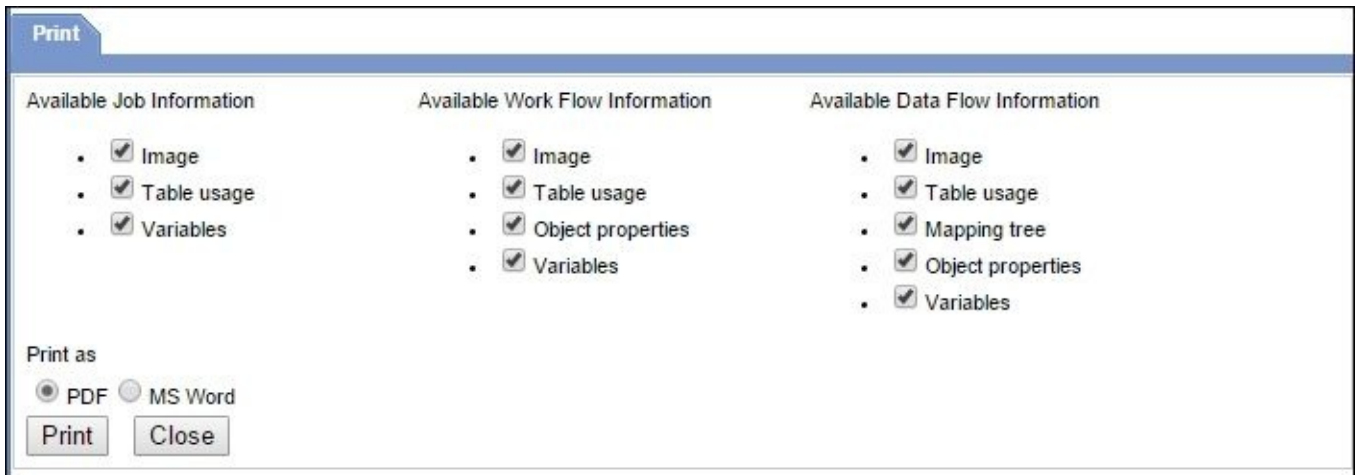 Print
Available Job Information
Image
Table usage
Variables
Available Work Flow Information
Image
Table usage
Object properties
Variables
Available Data Flow Information
Image
Table usage
Mapping tree
Object properties
Variables
Print as
PDF MS Word
Print Close